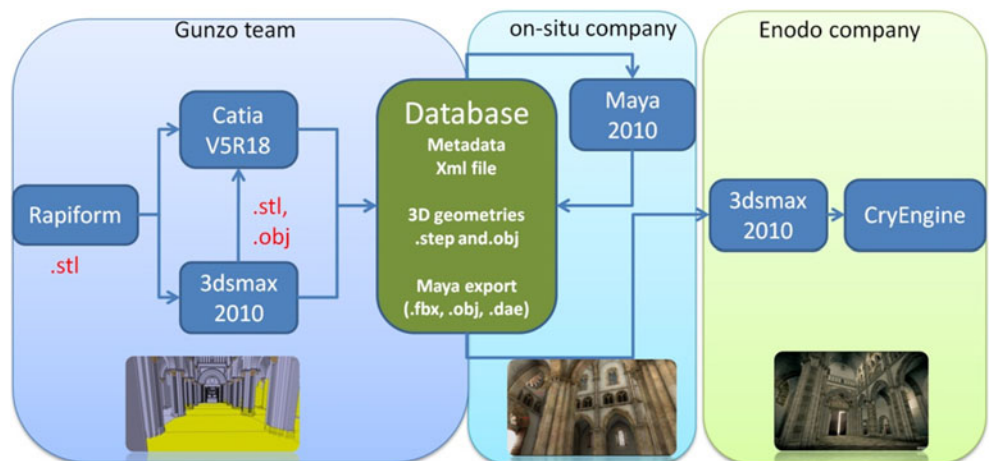 Gunzo team
on-situ company
Enodo company
Catia
V5R18
Rapiform
.stl
.stl,
.obj
3dsmax
2010
Database
Metadata
Xml file
3D geometries
.step and.obj
Maya export
(.fbx, .obj, .dae)
Maya
2010
3dsmax
2010
CryEngine